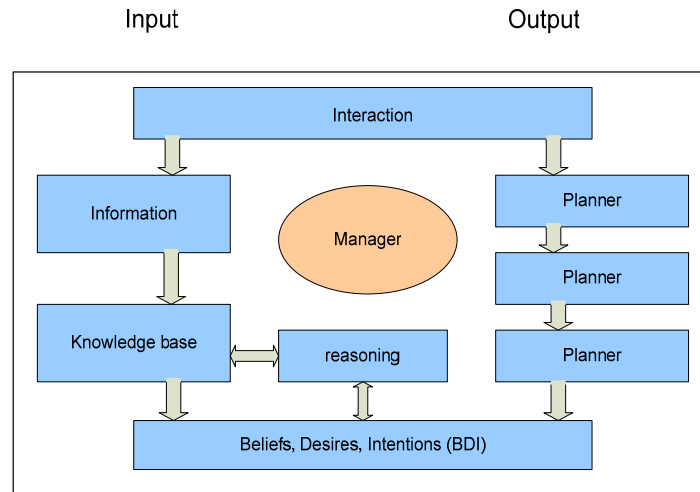 Input
Output
Interaction
Information
Planner
Manager
Planner
Knowledge base
reasoning
Planner
Beliefs, Desires, Intentions (BDI)